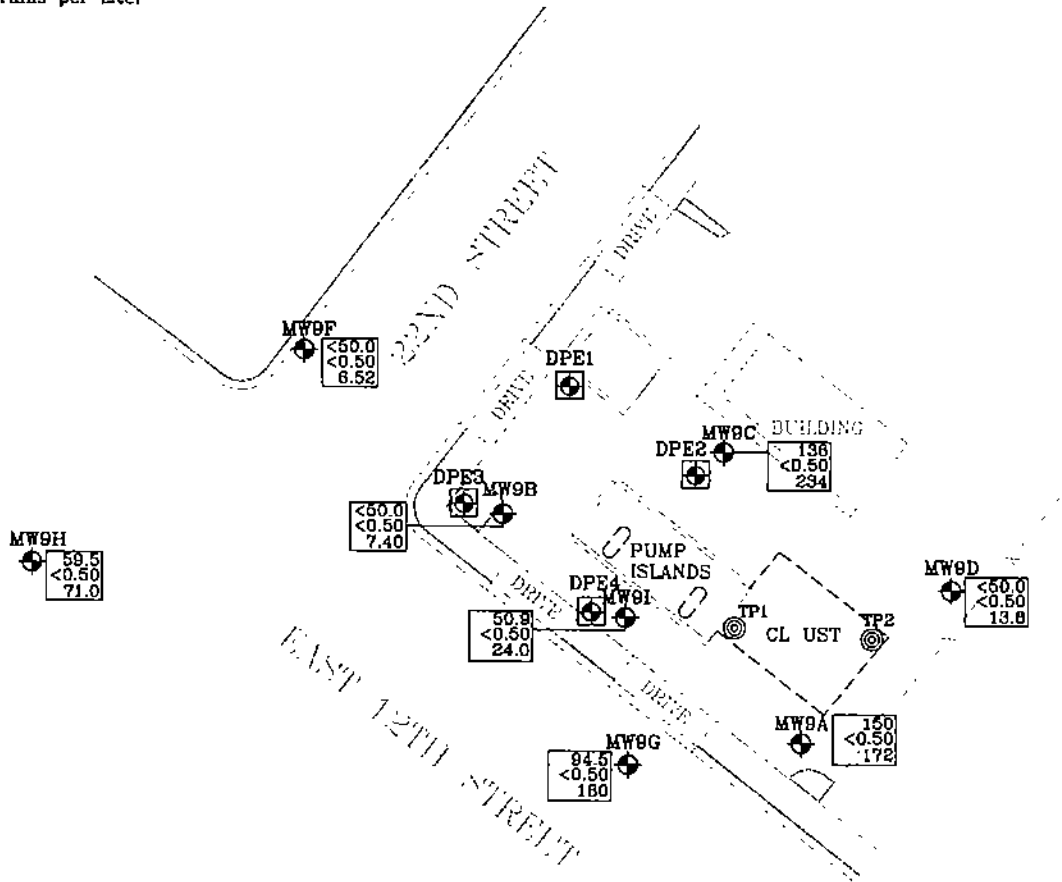 per liter
22ND STREET
DRIVE
MW9F
<50.0
<0.50
6.52
DPE1
DRIVE
BUILDING
MW9C
136
<0.50
234
DPE2
DPE3
MW9B
<50.0
<0.50
7.40
MW9H
59.5
<0.50
71.0
PUMP
ISLANDS
MW9D
<50.0
<0.50
13.8
DRIVE
DPE4
MW9I
50.9
<0.50
24.0
TP1
CL UST
TP2
EAST 12TH STREET
DRIVE
MW9A
150
<0.50
172
MW9G
94.5
<0.50
180